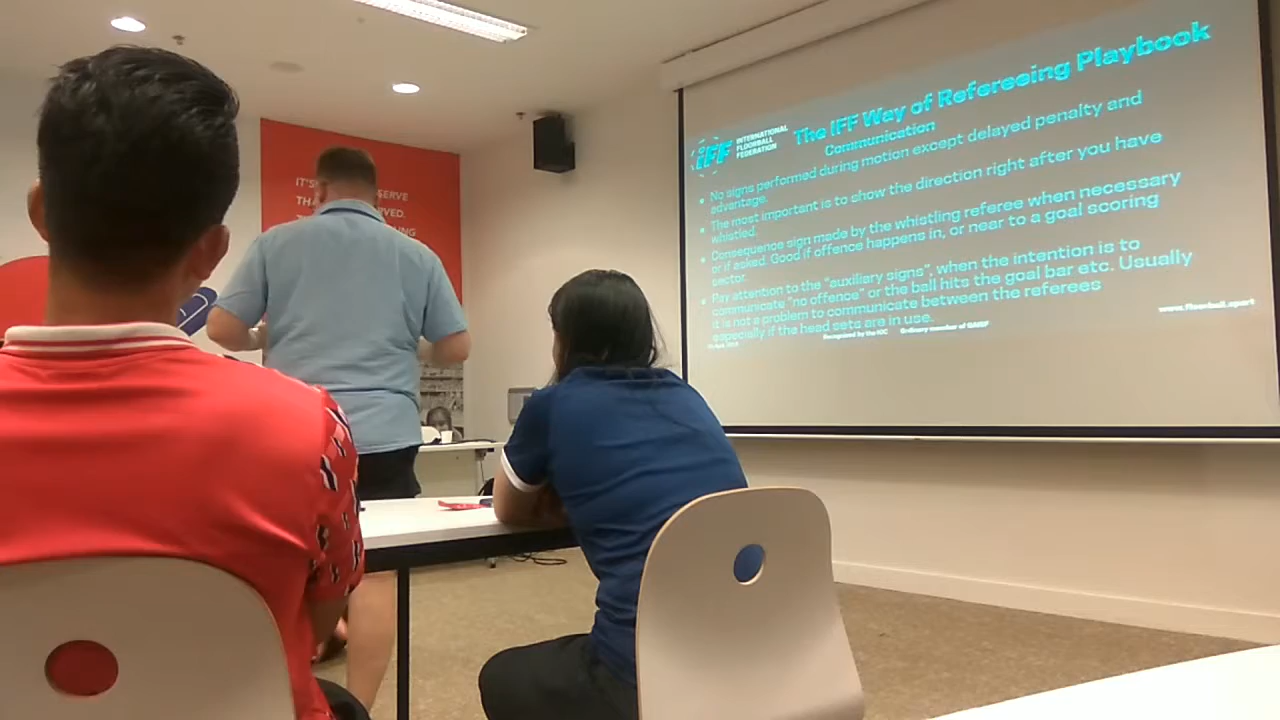 The IFF Way of Refereeing Playbook
Communication
iFF
INTERNATIONAL
FLOORBALL
FEDERATION
• No signs performed during motion except delayed penalty and
advantage.
• The most important is to show the direction right after you have
whistled.
• Consequence sign made by the whistling referee when necessary
or if asked. Good if offence happens in, or near to a goal scoring
sector.
• Pay attention to the "auxiliary signs", when the intention is to
communicate "no offence" or the ball hits the goal bar etc. Usually
it is not a problem to communicate between the referees
especially if the head sets are in use.
Recognised by the IOC
Ordinary member of GAISF
www.floorball.sport
IT'S SERVE